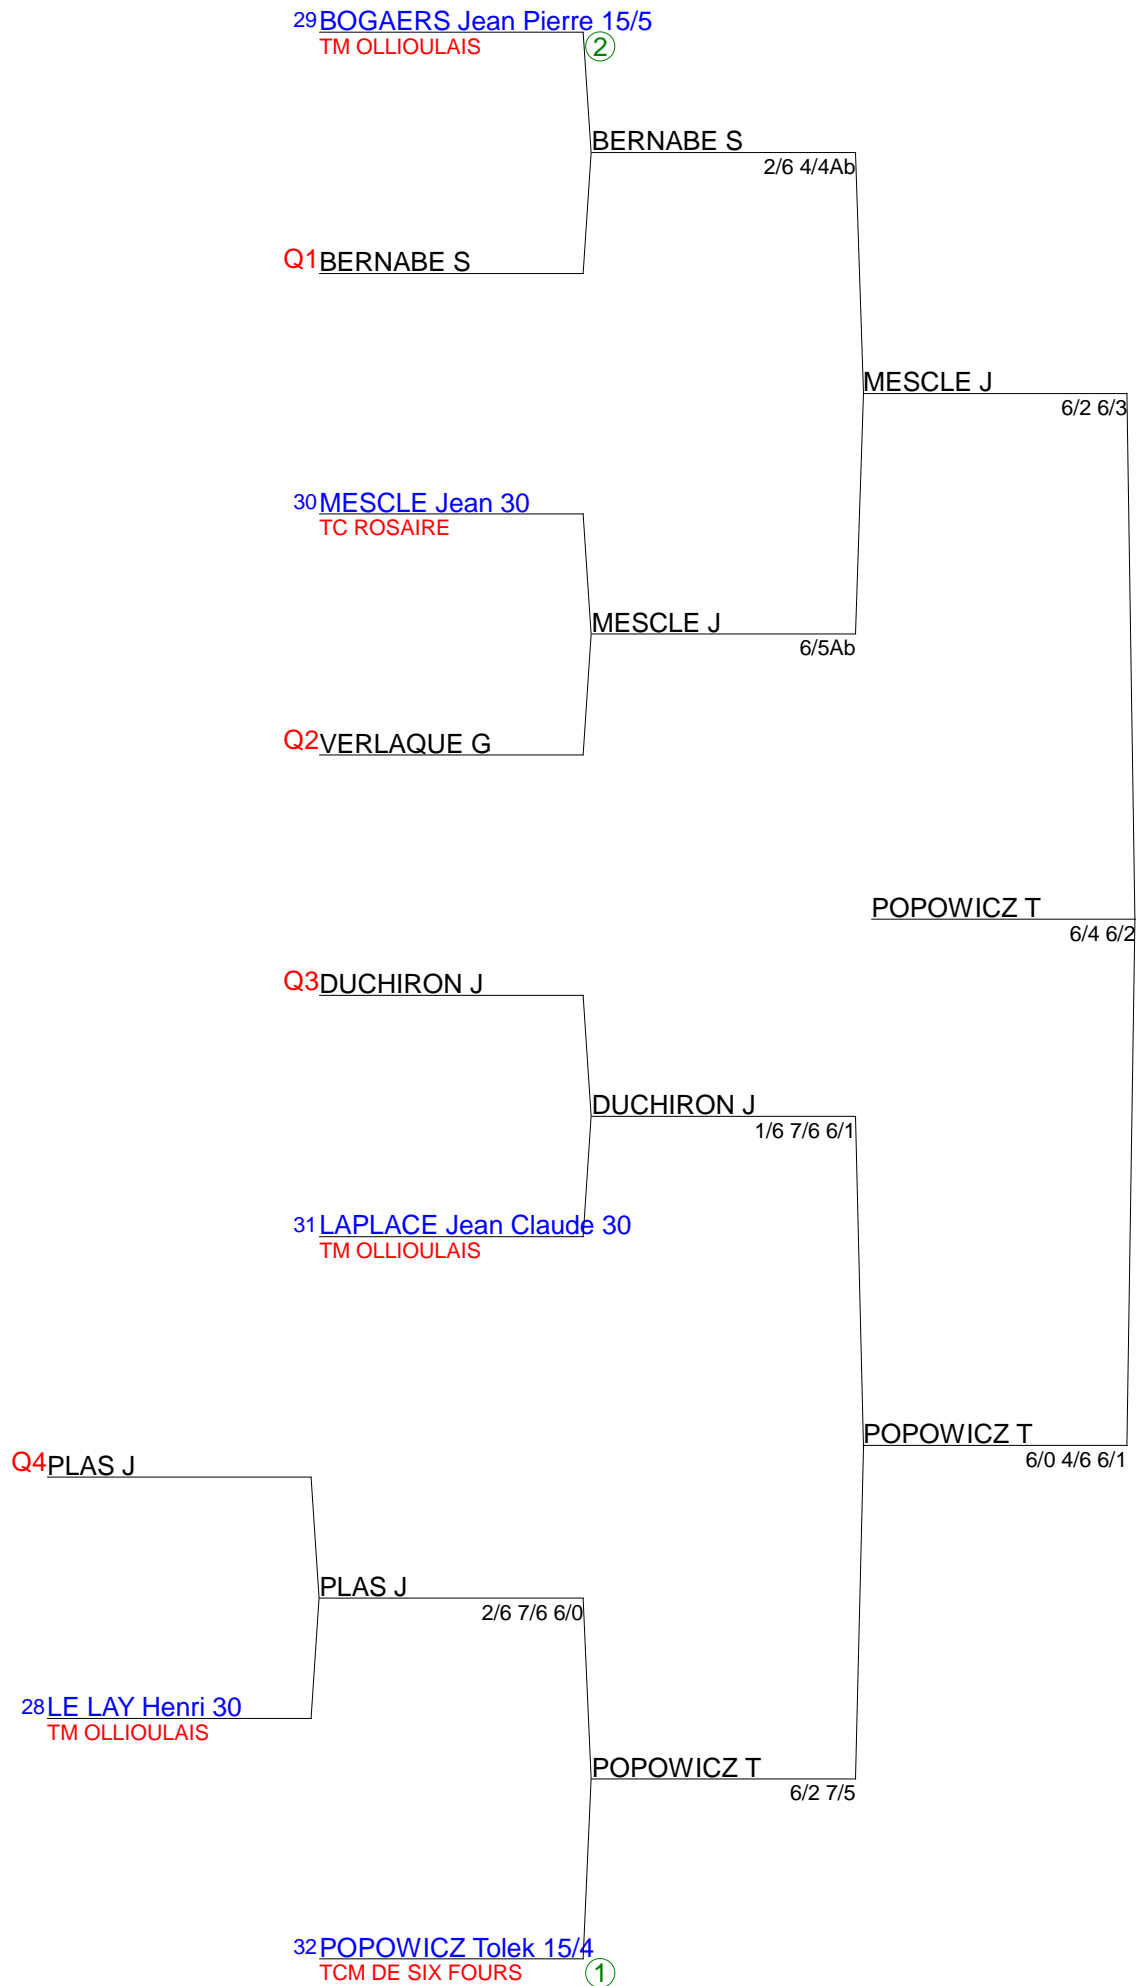 29 BOGAERS Jean Pierre 15/5
TM OLLIOULAIS
2
BERNABE S
2/6 4/4Ab
Q1 BERNABE S
MESCLE J
6/2 6/3
30 MESCLE Jean 30
TC ROSAIRE
MESCLE J
6/5Ab
Q2 VERLAQUE G
POPOWICZ T
6/4 6/2
Q3 DUCHIRON J
DUCHIRON J
1/6 7/6 6/1
31 LAPLACE Jean Claude 30
TM OLLIOULAIS
POPOWICZ T
6/0 4/6 6/1
Q4 PLAS J
PLAS J
2/6 7/6 6/0
28 LE LAY Henri 30
TM OLLIOULAIS
POPOWICZ T
6/2 7/5
32 POPOWICZ Tolek 15/4
TCM DE SIX FOURS
1